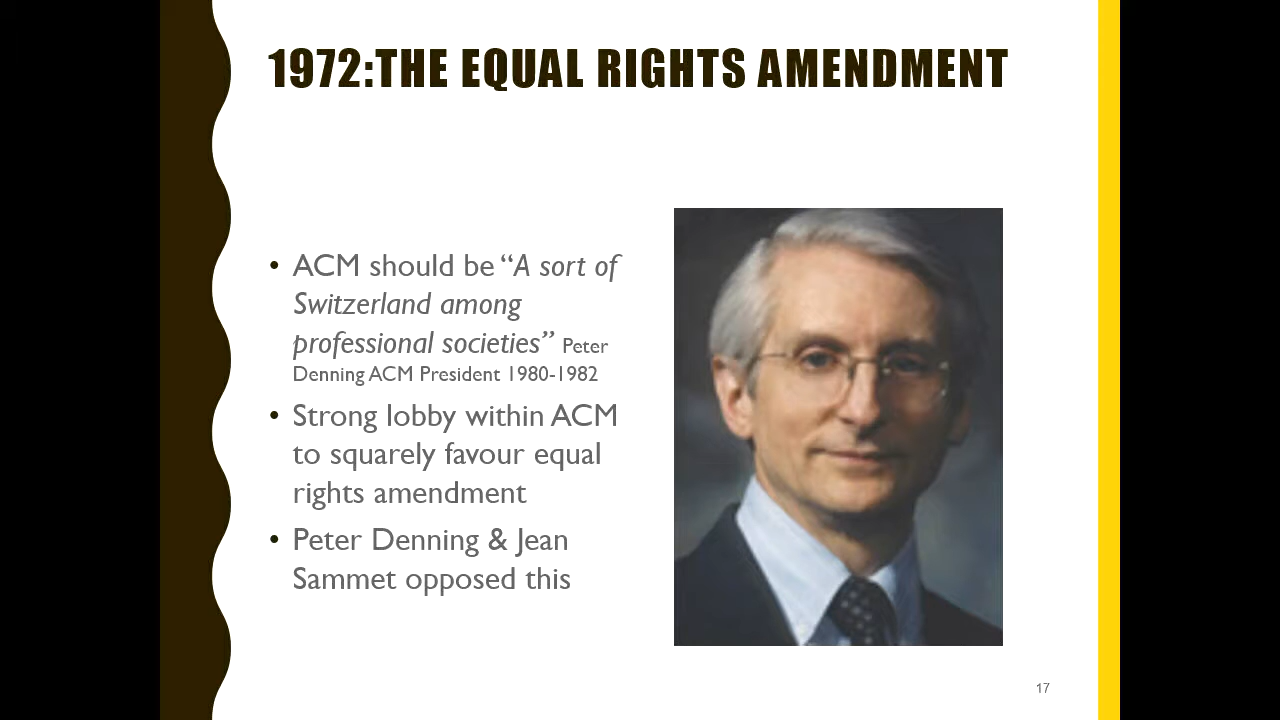 1972:THE EQUAL RIGHTS AMENDMENT
• ACM should be “A sort of
Switzerland among
professional societies” Peter
Denning ACM President 1980-1982
• Strong lobby within ACM
to squarely favour equal
rights amendment
• Peter Denning & Jean
Sammet opposed this
17